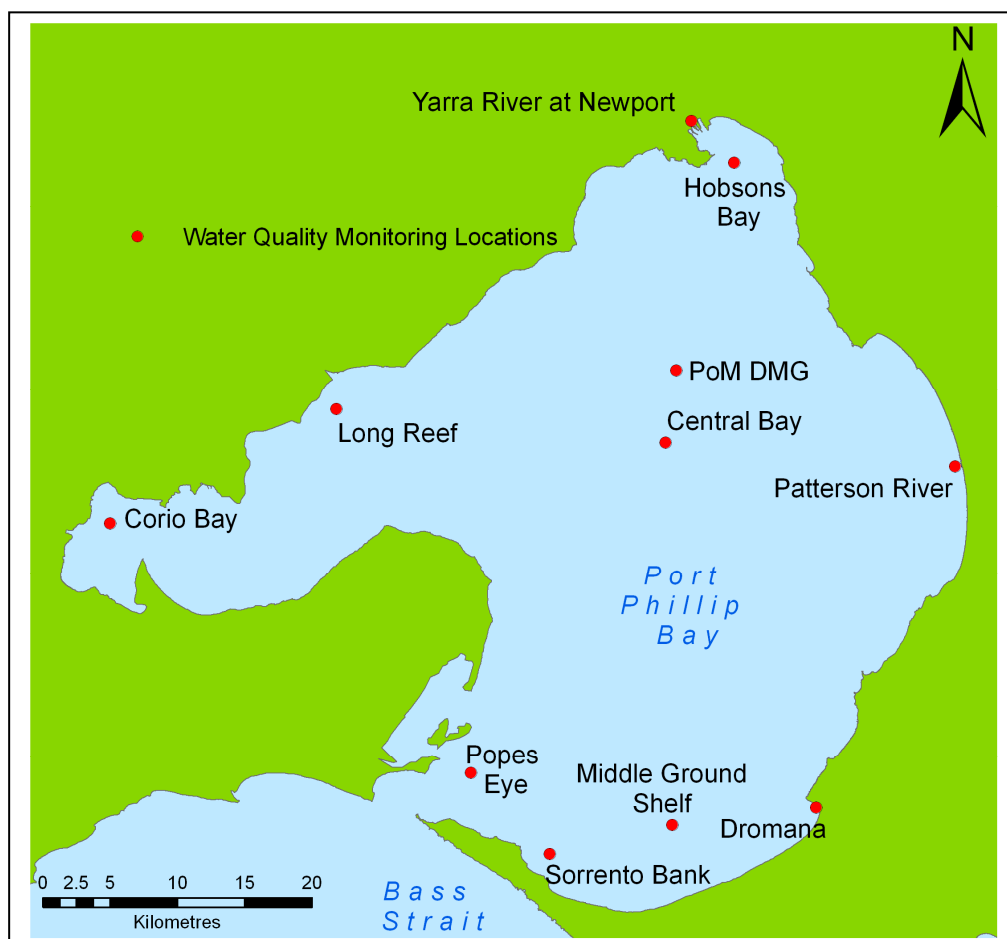 N
Yarra River at Newport
Hobsons
Bay
Water Quality Monitoring Locations
PoM DMG
Central Bay
Long Reef
Patterson River
Corio Bay
Port
Phillip
Bay
Popes
Eye
Middle Ground
Shelf
Dromana
Sorrento Bank
0 2.5 5 10 15 20
Kilometres
Bass
Strait